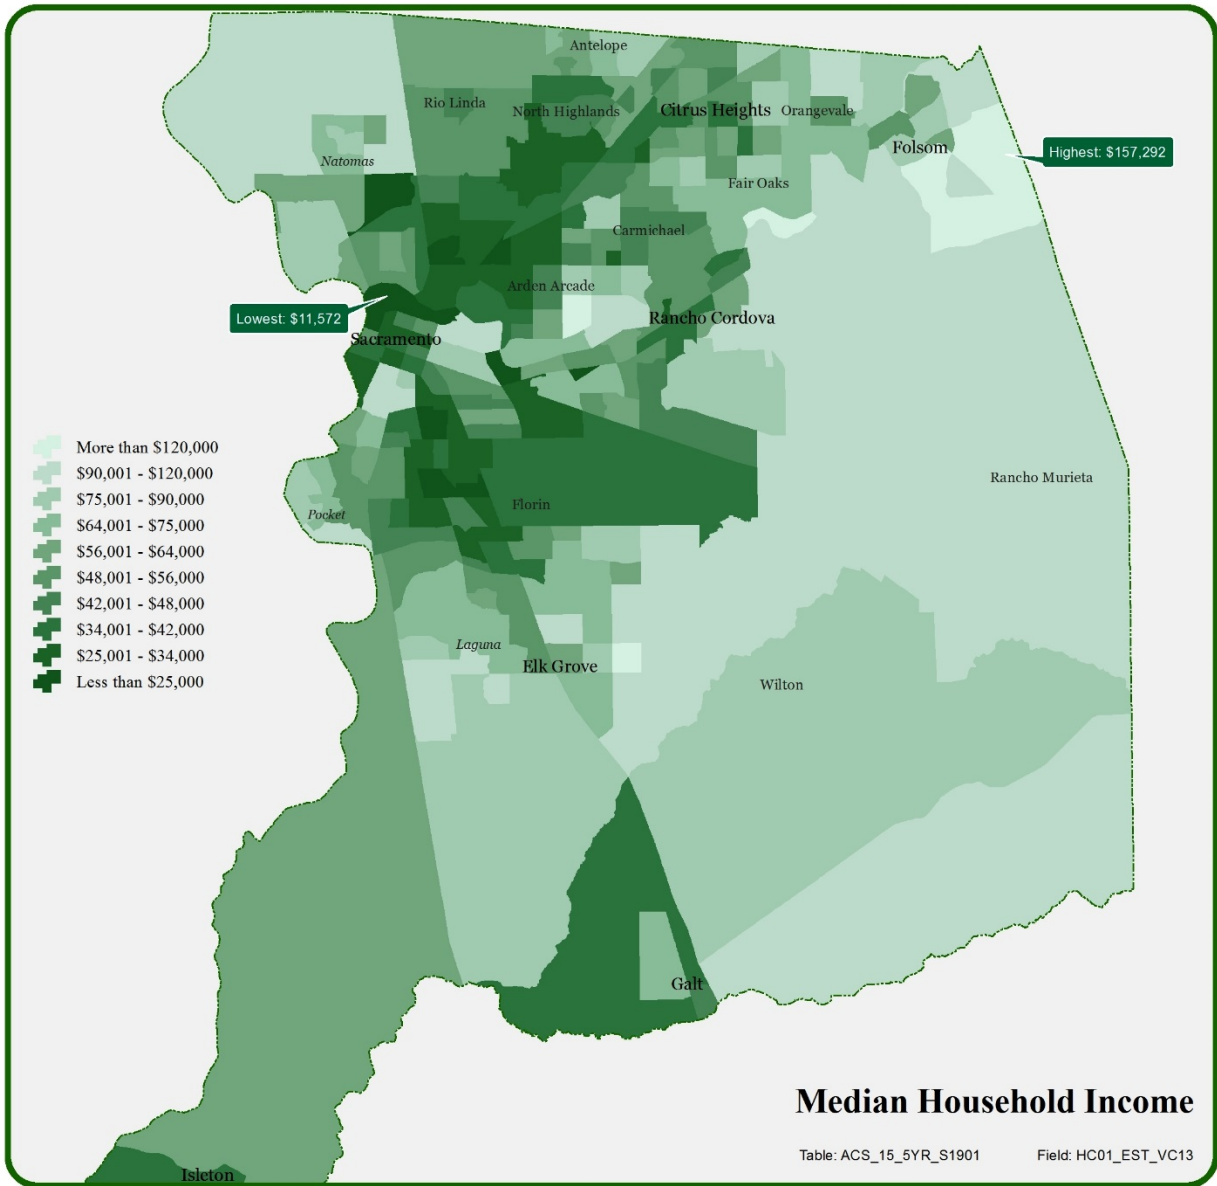 Antelope
Rio Linda
North Highlands
Citrus Heights
Orangevale
Natomas
Folsom
Highest: $157,292
Fair Oaks
Carmichael
Arden Arcade
Lowest: $11,572
Rancho Cordova
Sacramento
More than $120,000
$90,001 - $120,000
$75,001 - $90,000
$64,001 - $75,000
$56,001 - $64,000
$48,001 - $56,000
$42,001 - $48,000
$34,001 - $42,000
$25,001 - $34,000
Less than $25,000
Rancho Murieta
Florin
Pocket
Laguna
Elk Grove
Wilton
Galt
Median Household Income
Table: ACS_15_5YR_S1901
Field: HC01_EST_VC13
Isleton